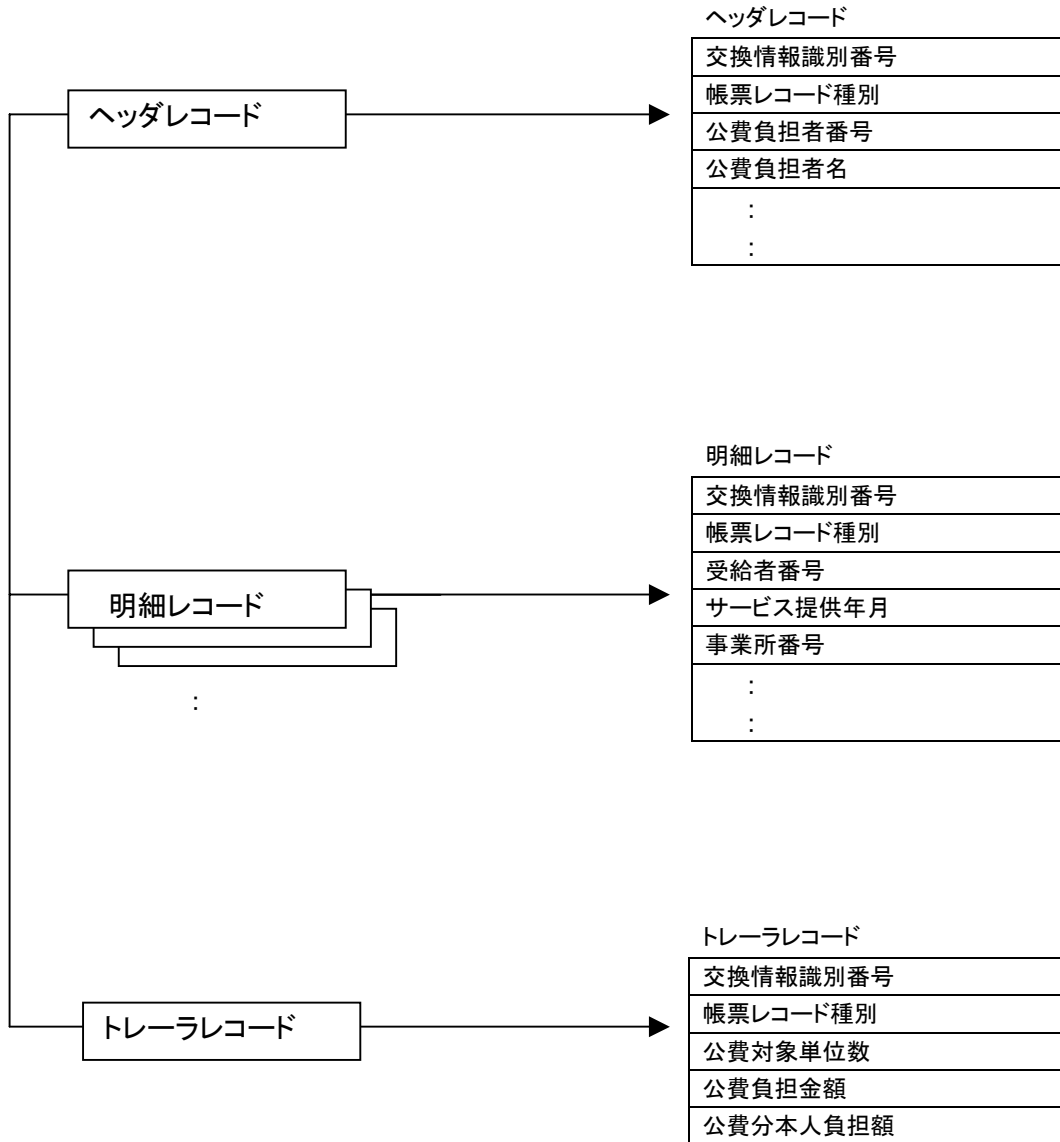 ヘッダレコード
交換情報識別番号
帳票レコード種別
公費負担者番号
公費負担者名
:
:
ヘッダレコード
明細レコード
交換情報識別番号
帳票レコード種別
受給者番号
サービス提供年月
事業所番号
:
:
明細レコード
:
トレーラレコード
交換情報識別番号
帳票レコード種別
公費対象単位数
公費負担金額
公費分本人負担額
トレーラレコード